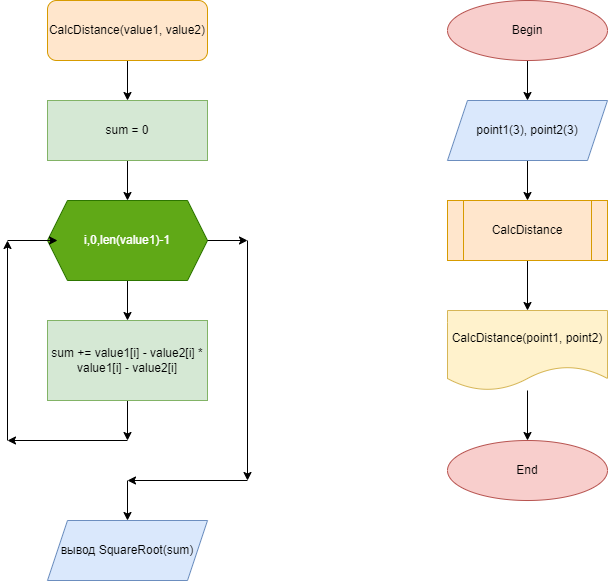 CalcDistance(value1, value2)
sum = 0
i,0,len(value1)-1
sum += value1[i] - value2[i] *
value1[i] - value2[i]
вывод SquareRoot(sum)
Begin
point1(3), point2(3)
CalcDistance
CalcDistance(point1, point2)
End